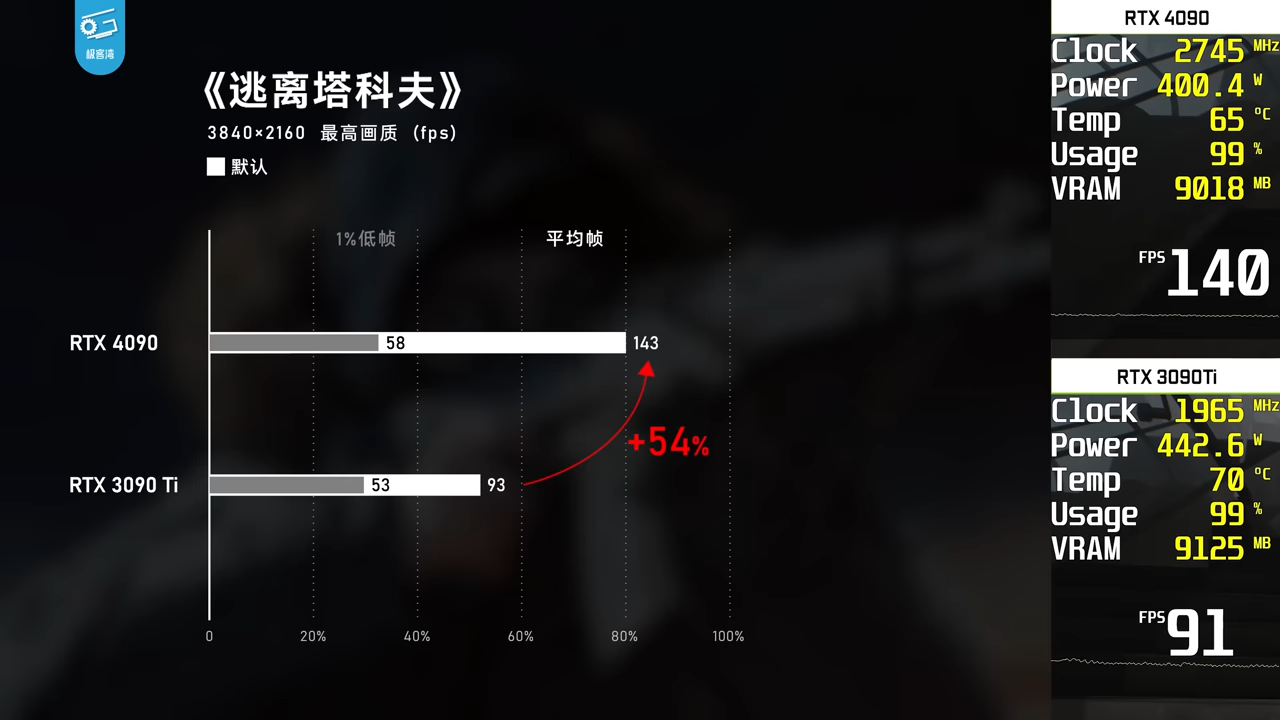 极客湾
《逃离塔科夫》
3840×2160 最高画质 (fps)
默认
1%低帧 平均帧
RTX 4090 58 143
+54%
RTX 3090 Ti 53 93
0 20% 40% 60% 80% 100%
RTX 4090
Clock 2745 MHz
Power 400.4 W
Temp 65 °C
Usage 99 %
VRAM 9018 MB
FPS 140
RTX 3090Ti
Clock 1965 MHz
Power 442.6 W
Temp 70 °C
Usage 99 %
VRAM 9125 MB
FPS 91